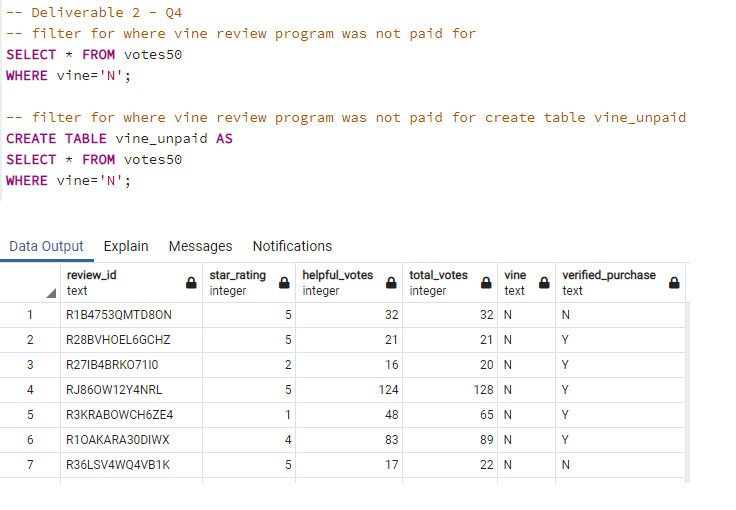 -- Deliverable 2 - Q4
-- filter for where vine review program was not paid for
SELECT * FROM votes50
WHERE vine='N';
-- filter for where vine review program was not paid for create table vine_unpaid
CREATE TABLE vine_unpaid AS
SELECT * FROM votes50
WHERE vine='N';
Data Output Explain Messages Notifications
review_id star_rating helpful_votes total_votes vine verified_purchase
text integer integer integer text text
1 R1B4753QMTD8ON 5 32 32 N N
2 R28BVHOEL6GCHZ 5 21 21 N Y
3 R27IB4BRKO71I0 2 16 20 N Y
4 RJ86OW12Y4NRL 5 124 128 N Y
5 R3KRABOWCH6ZE4 1 48 65 N Y
6 R1OAKARA30DIWX 4 83 89 N Y
7 R36LSV4WQ4VB1K 5 17 22 N N